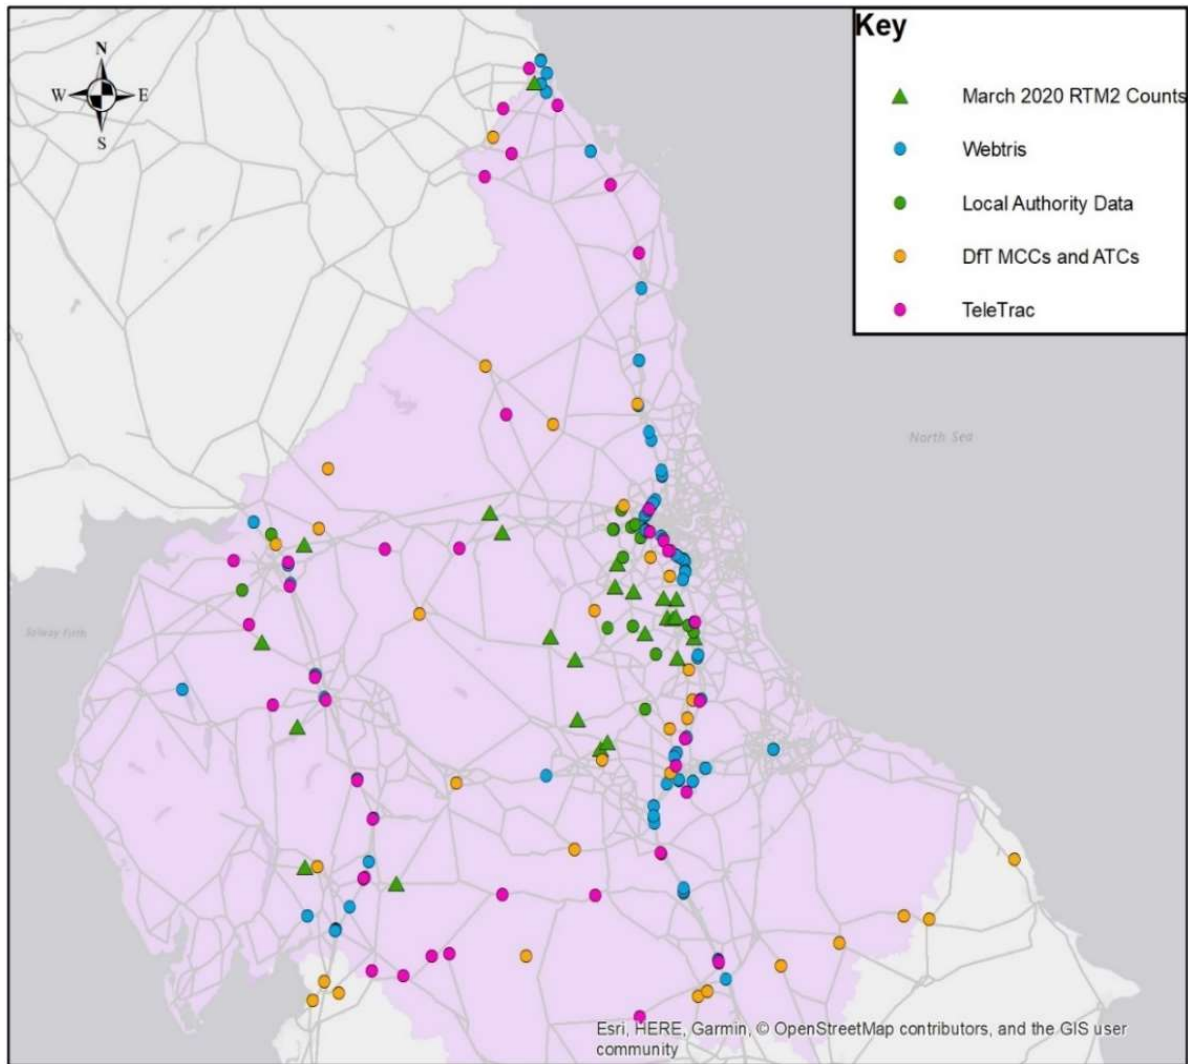 Key
N
W
E
S
March 2020 RTM2 Counts
Webtris
Local Authority Data
DfT MCCs and ATCs
TeleTrac
North Sea
Solway Firth
Esri, HERE, Garmin, © OpenStreetMap contributors, and the GIS user
community